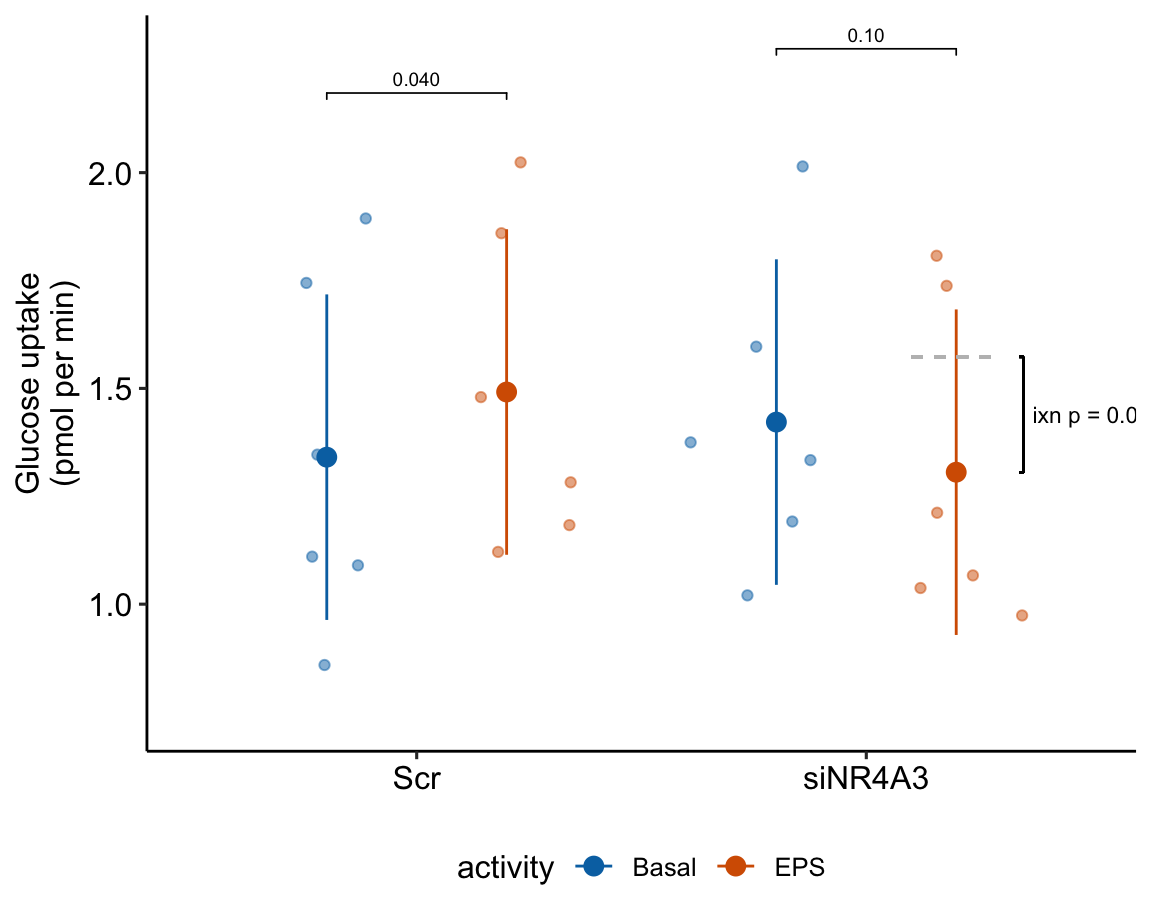 0.040
0.10
2.0
1.5
1.0
Glucose uptake
(pmol per min)
ixn p = 0.0
Scr
siNR4A3
activity
Basal
EPS